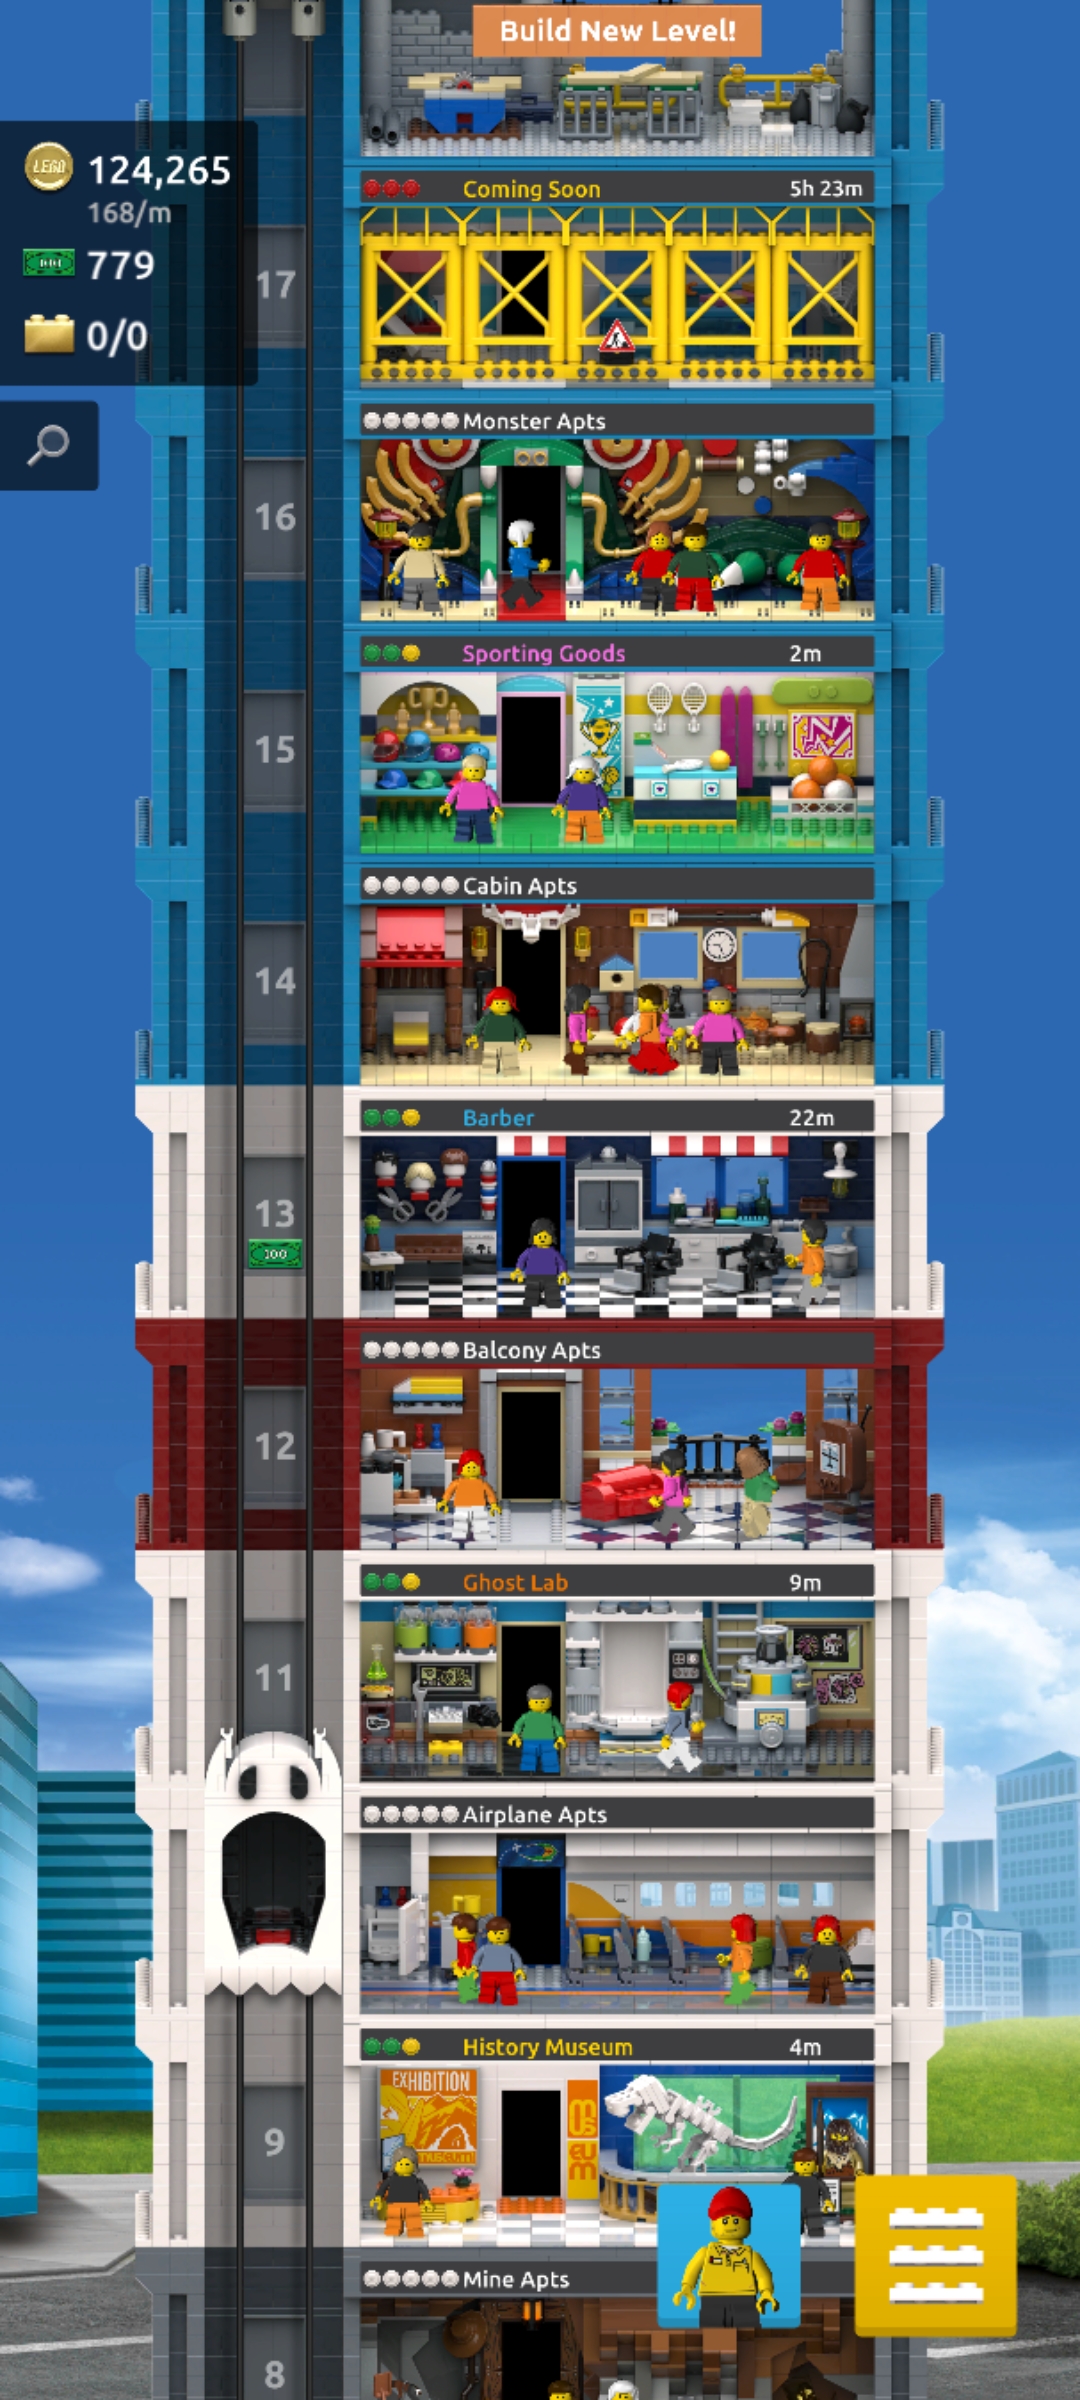 Build New Level!
LEGO 124,265
168/m
100 779
0/0
Coming Soon 5h 23m
17
Monster Apts
16
Sporting Goods 2m
15
Cabin Apts
14
Barber 22m
13
100
Balcony Apts
12
Ghost Lab 9m
11
Airplane Apts
History Museum 4m
EXHIBITION
MUSEUM
MUSEUM
9
Mine Apts
8